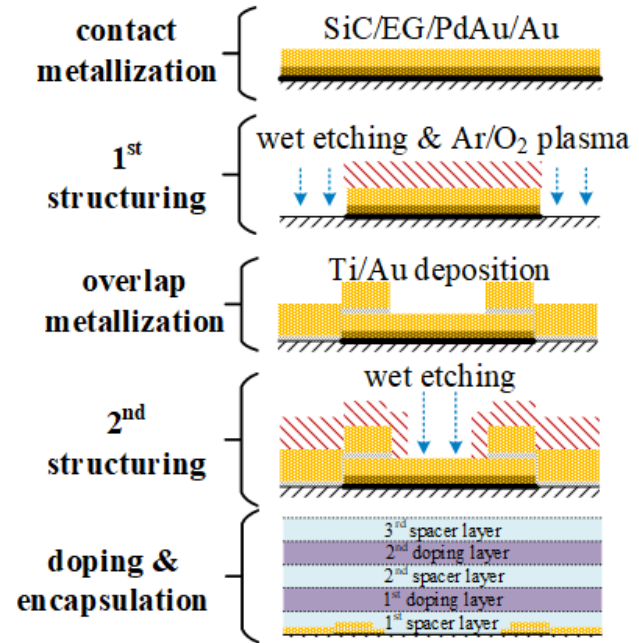 contact
metallization
SiC/EG/PdAu/Au
1st
structuring
wet etching & Ar/O₂ plasma
overlap
metallization
Ti/Au deposition
2nd
structuring
wet etching
doping &
encapsulation
3rd spacer layer
2nd doping layer
2nd spacer layer
1st doping layer
1st spacer layer